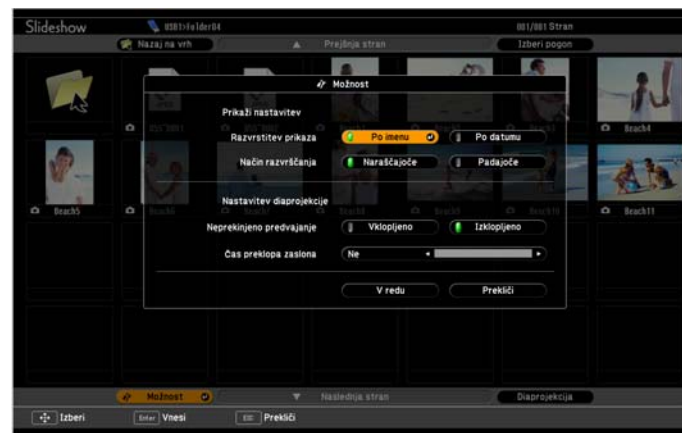 Slideshow USB1>folder04 001/001 Stran
Nazaj na vrh Prejšnja stran Izberi pogon
Možnost
Prikaži nastavitev
Razvrstitev prikaza Po imenu Po datumu
Beach4
Način razvrščanja Naraščajoče Padajoče
Nastavitev diaprojekcije
Beach5 Beach11
Neprekinjeno predvajanje Vklopljeno Izklopljeno
Čas preklopa zaslona Ne
V redu Prekliči
Možnost Naslednja stran Diaprojekcija
Izberi Enter Vnesi Esc Prekliči